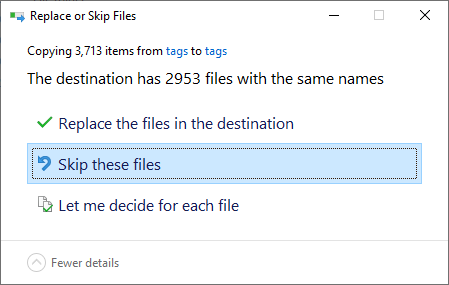 Replace or Skip Files
Copying 3,713 items from tags to tags
The destination has 2953 files with the same names
Replace the files in the destination
Skip these files
Let me decide for each file
Fewer details